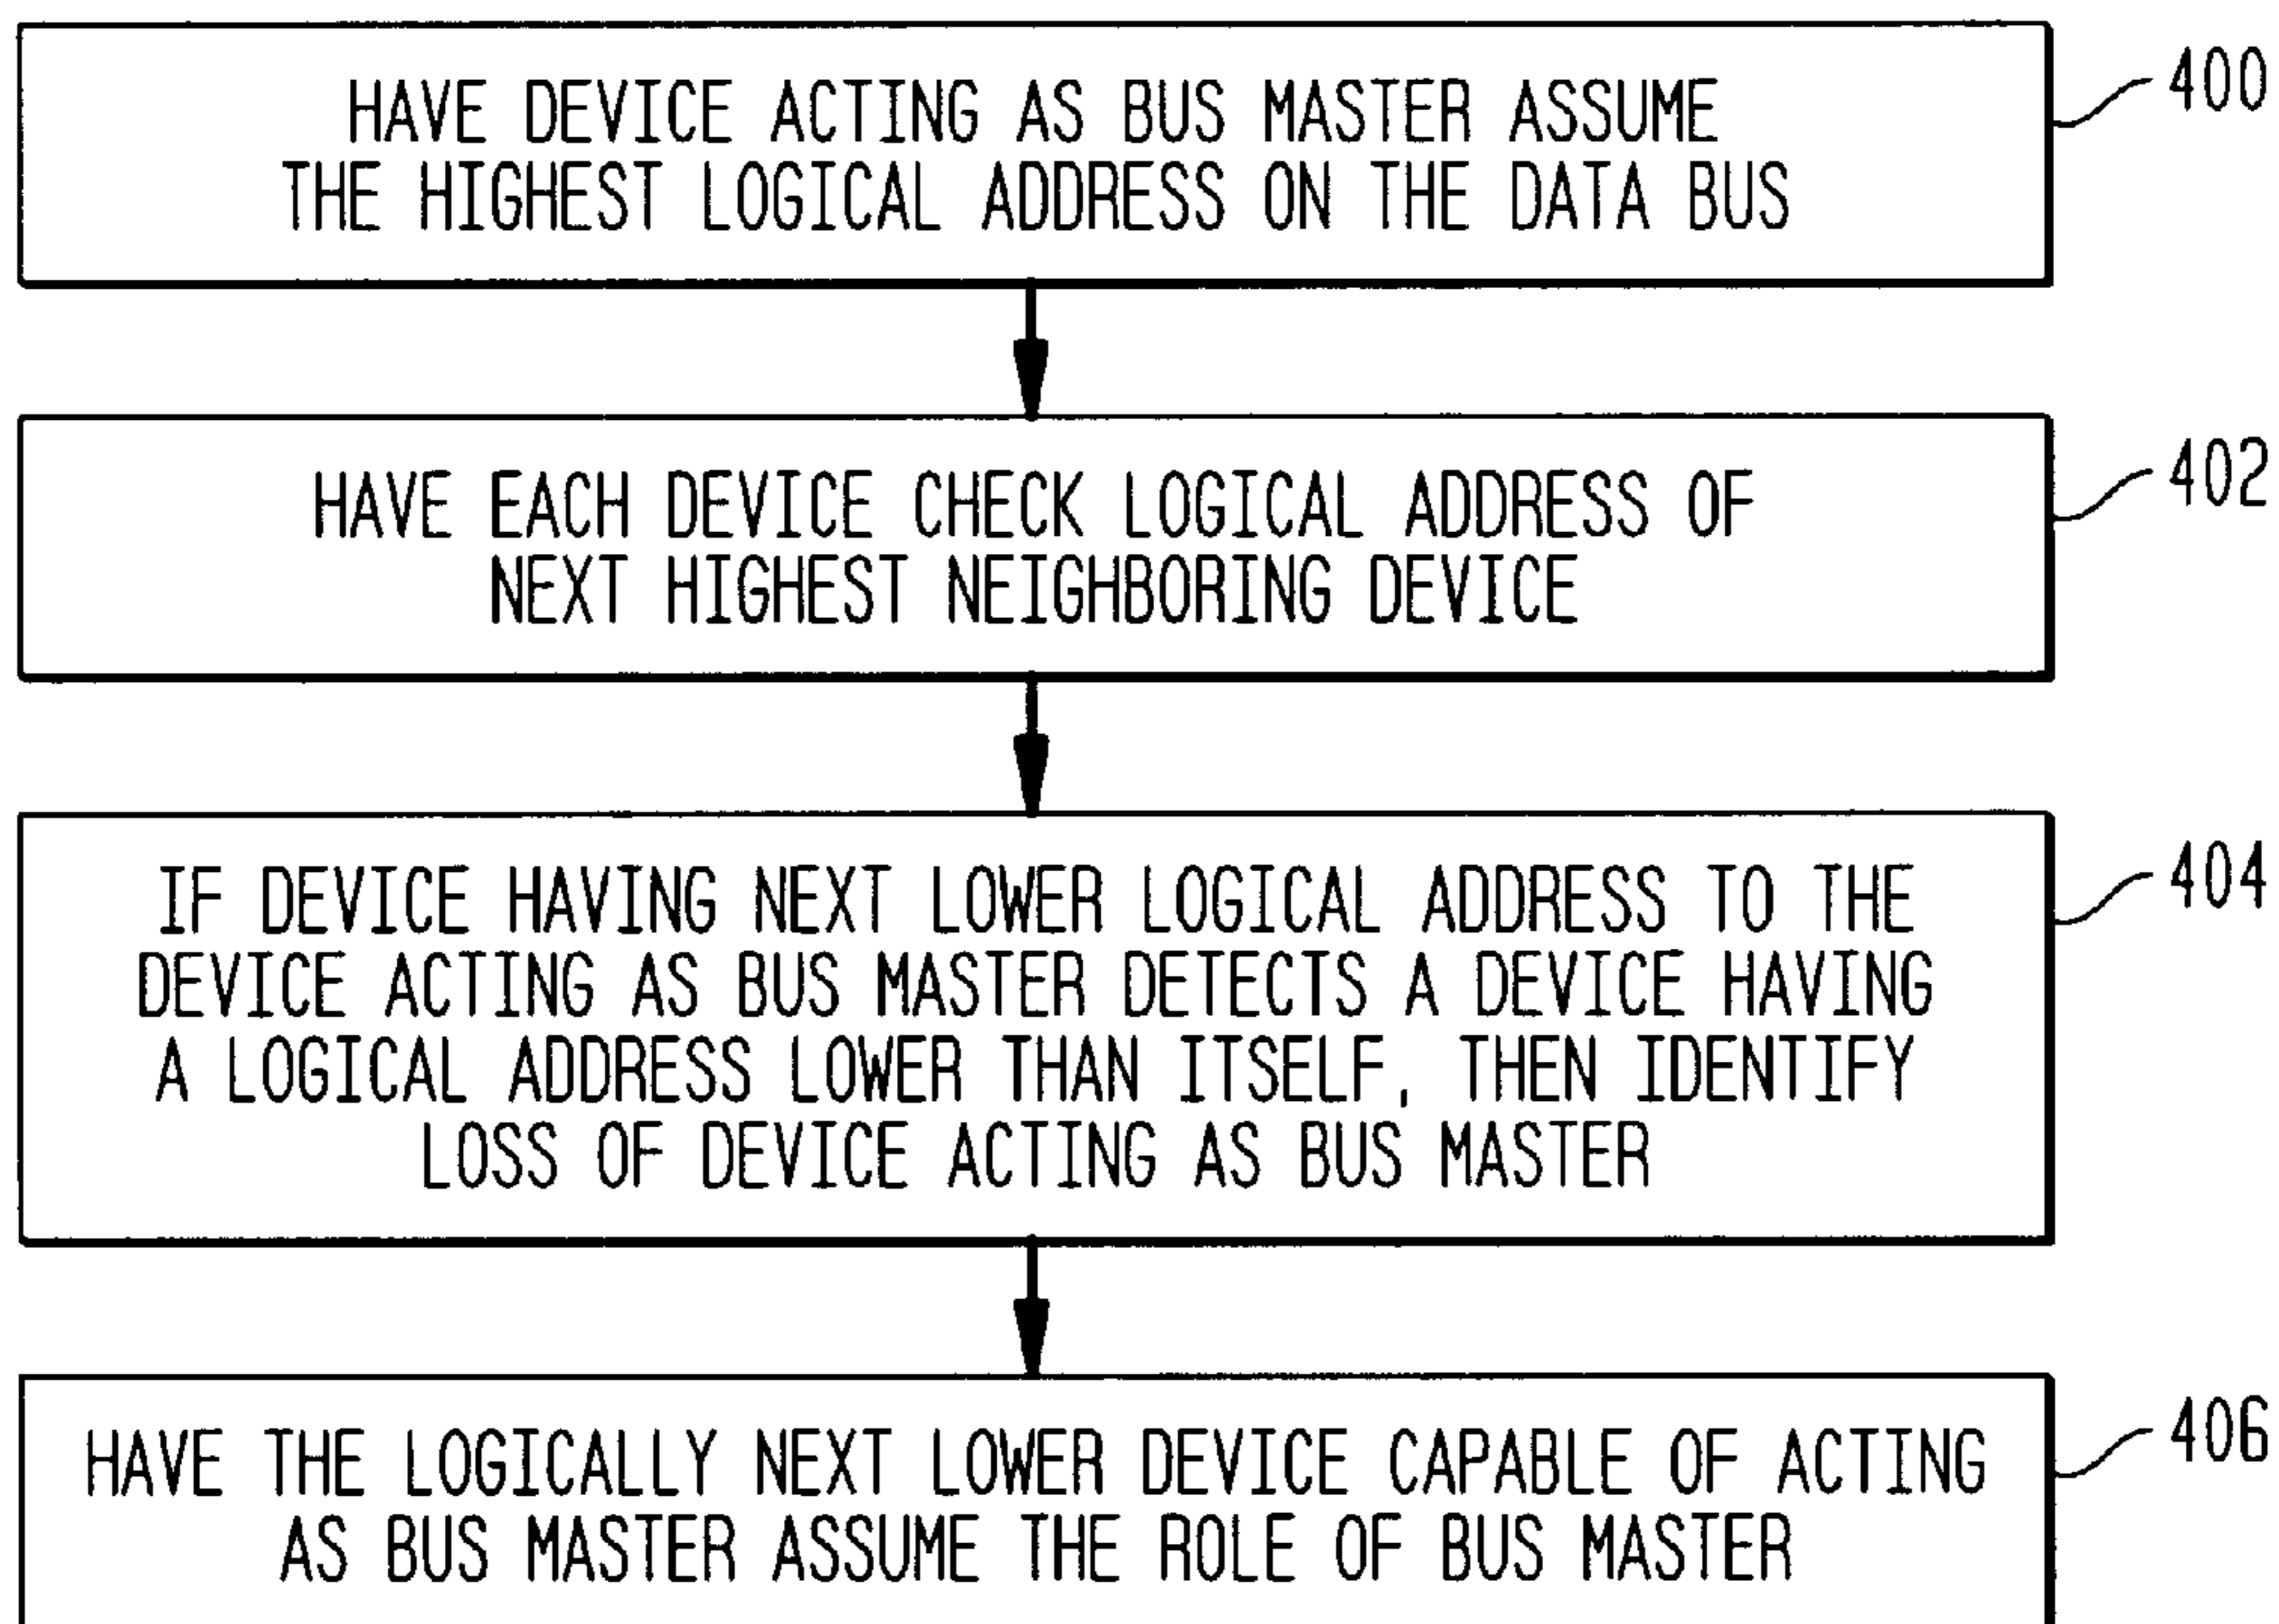 HAVE DEVICE ACTING AS BUS MASTER ASSUME
THE HIGHEST LOGICAL ADDRESS ON THE DATA BUS
400
HAVE EACH DEVICE CHECK LOGICAL ADDRESS OF
NEXT HIGHEST NEIGHBORING DEVICE
402
IF DEVICE HAVING NEXT LOWER LOGICAL ADDRESS TO THE
DEVICE ACTING AS BUS MASTER DETECTS A DEVICE HAVING
A LOGICAL ADDRESS LOWER THAN ITSELF, THEN IDENTIFY
LOSS OF DEVICE ACTING AS BUS MASTER
404
HAVE THE LOGICALLY NEXT LOWER DEVICE CAPABLE OF ACTING
AS BUS MASTER ASSUME THE ROLE OF BUS MASTER
406